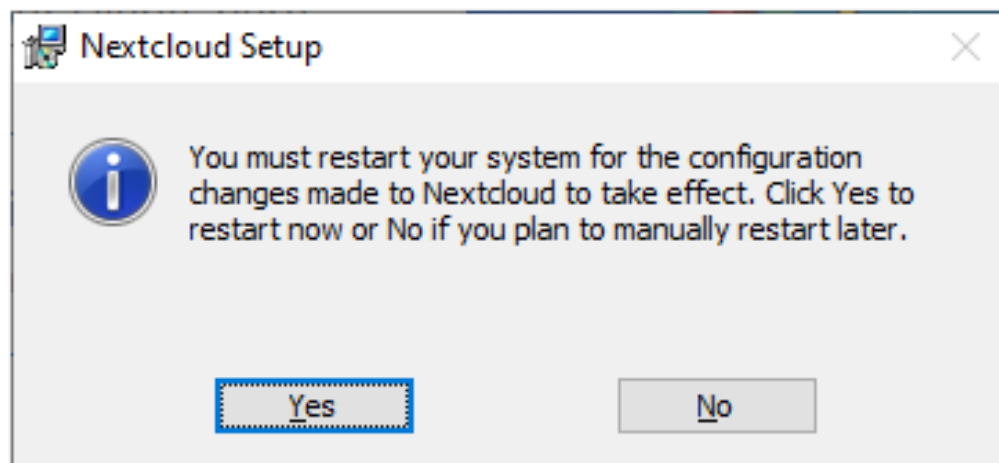 Nextcloud Setup
You must restart your system for the configuration
changes made to Nextcloud to take effect. Click Yes to
restart now or No if you plan to manually restart later.
Yes
No